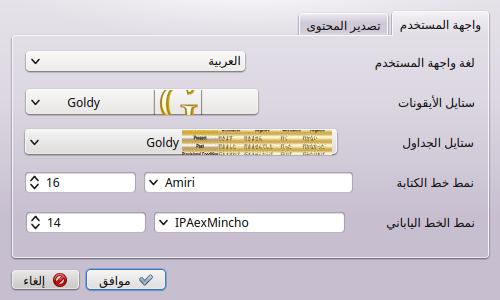 واجهة المستخدم تصدير المحتوى
لغة واجهة المستخدم العربية
ستايل الأيقونات Goldy
ستايل الجداول Goldy
نمط خط الكتابة Amiri 16
نمط الخط الياباني IPAexMincho 14
موافق إلغاء